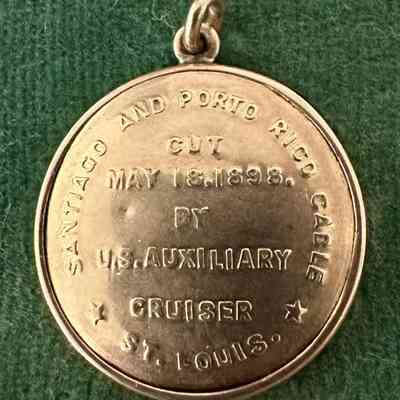 SANTIAGO AND PORTO RICO CABLE
CUT
MAY 18.1898.
BY
U.S.AUXILIARY
CRUISER
ST. LOUIS.